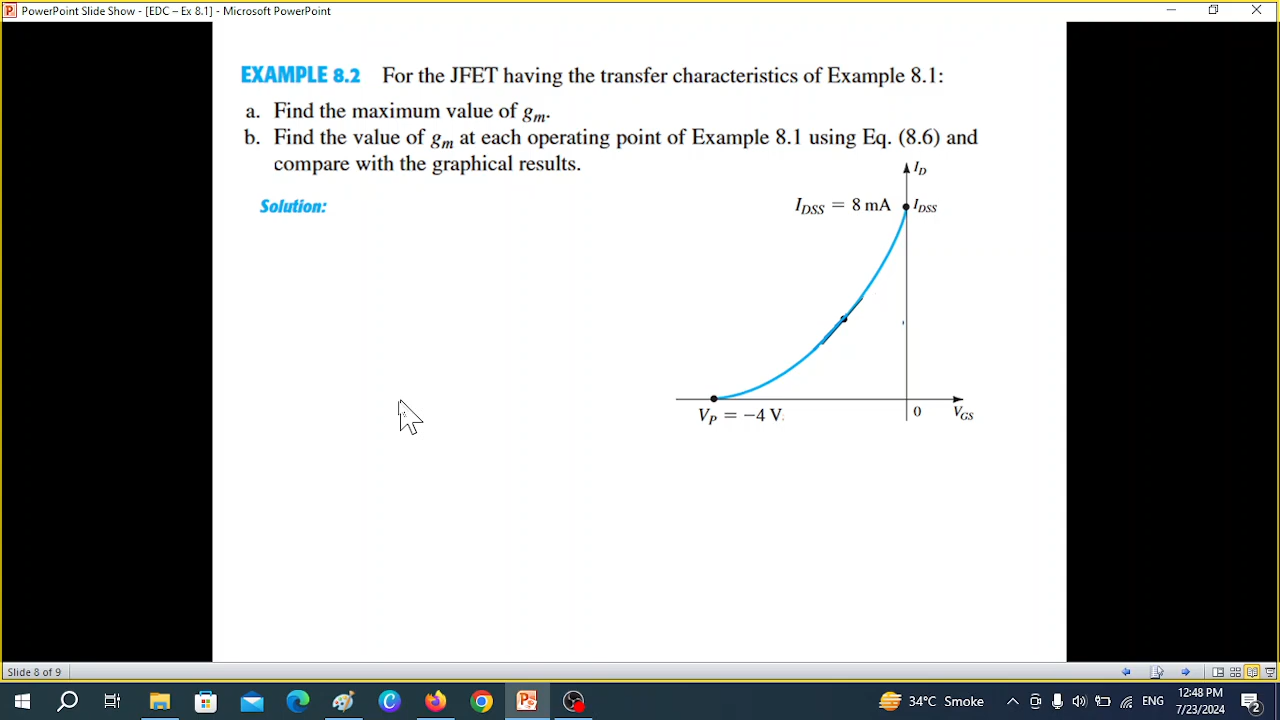 PowerPoint Slide Show - [EDC – Ex 8.1] - Microsoft PowerPoint
EXAMPLE 8.2 For the JFET having the transfer characteristics of Example 8.1:
a. Find the maximum value of gm.
b. Find the value of gm at each operating point of Example 8.1 using Eq. (8.6) and
compare with the graphical results.
ID
Solution:
IDSS = 8 mA
IDSS
VP = −4 V
0
VGS
Slide 8 of 9
34°C Smoke
ENG
12:48 PM
7/23/2024
2